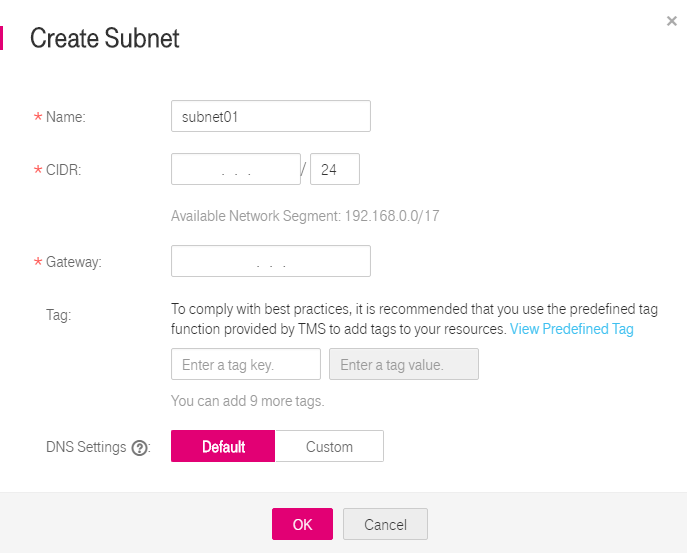 ×
Create Subnet
* Name: subnet01
* CIDR: . . . / 24
Available Network Segment: 192.168.0.0/17
* Gateway: . . .
Tag: To comply with best practices, it is recommended that you use the predefined tag
function provided by TMS to add tags to your resources. View Predefined Tag
Enter a tag key. Enter a tag value.
You can add 9 more tags.
DNS Settings ?: Default Custom
OK Cancel